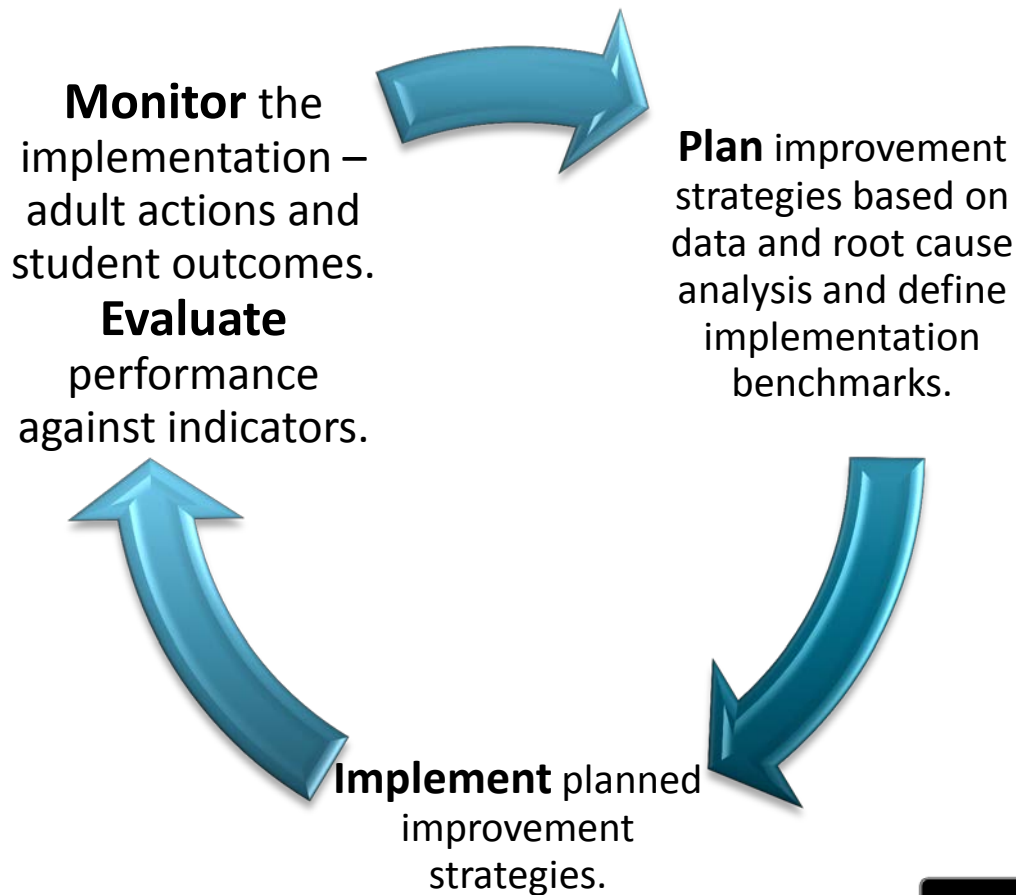 Monitor the
implementation –
adult actions and
student outcomes.
Evaluate
performance
against indicators.
Plan improvement
strategies based on
data and root cause
analysis and define
implementation
benchmarks.
Implement planned
improvement
strategies.